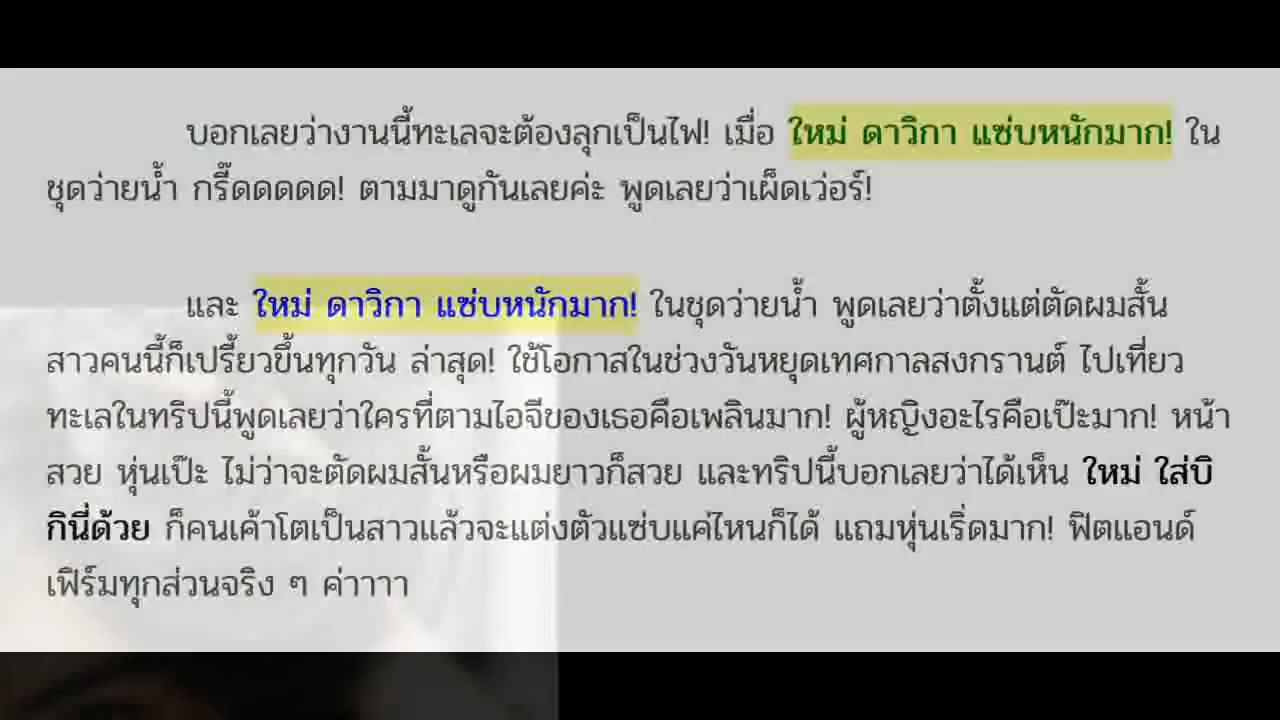 บอกเลยว่างานนี้ทะเลจะต้องลุกเป็นไฟ! เมื่อ ใหม่ ดาวิกา แซ่บหนักมาก! ใน
ชุดว่ายน้ำ กรี๊ดดดดด! ตามมาดูกันเลยค่ะ พูดเลยว่าเผ็ดเว่อร์!
และ ใหม่ ดาวิกา แซ่บหนักมาก! ในชุดว่ายน้ำ พูดเลยว่าตั้งแต่ตัดผมสั้น
สาวคนนี้ก็เปรี้ยวขึ้นทุกวัน ล่าสุด! ใช้โอกาสในช่วงวันหยุดเทศกาลสงกรานต์ ไปเที่ยว
ทะเลในทริปนี้พูดเลยว่าใครที่ตามไอจีของเธอคือเพลินมาก! ผู้หญิงอะไรคือเป๊ะมาก! หน้า
สวย หุ่นเป๊ะ ไม่ว่าจะตัดผมสั้นหรือผมยาวก็สวย และทริปนี้บอกเลยว่าได้เห็น ใหม่ ใส่บิ
กินี่ด้วย ก็คนเค้าโตเป็นสาวแล้วจะแต่งตัวแซ่บแค่ไหนก็ได้ แถมหุ่นเริ่ดมาก! ฟิตแอนด์
เฟิร์มทุกส่วนจริง ๆ ค่าาาา